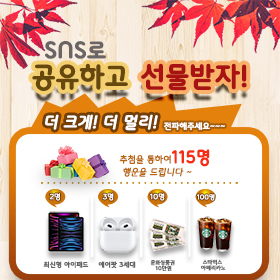 SNS로
공유하고 선물받자!
더 크게! 더 멀리! 전파해주세요~~~
추첨을 통하여 115명
행운을 드립니다~
2명 3명 10명 100명
최신형 아이패드 에어팟 3세대 문화상품권 스타벅스
10만원 아메리카노